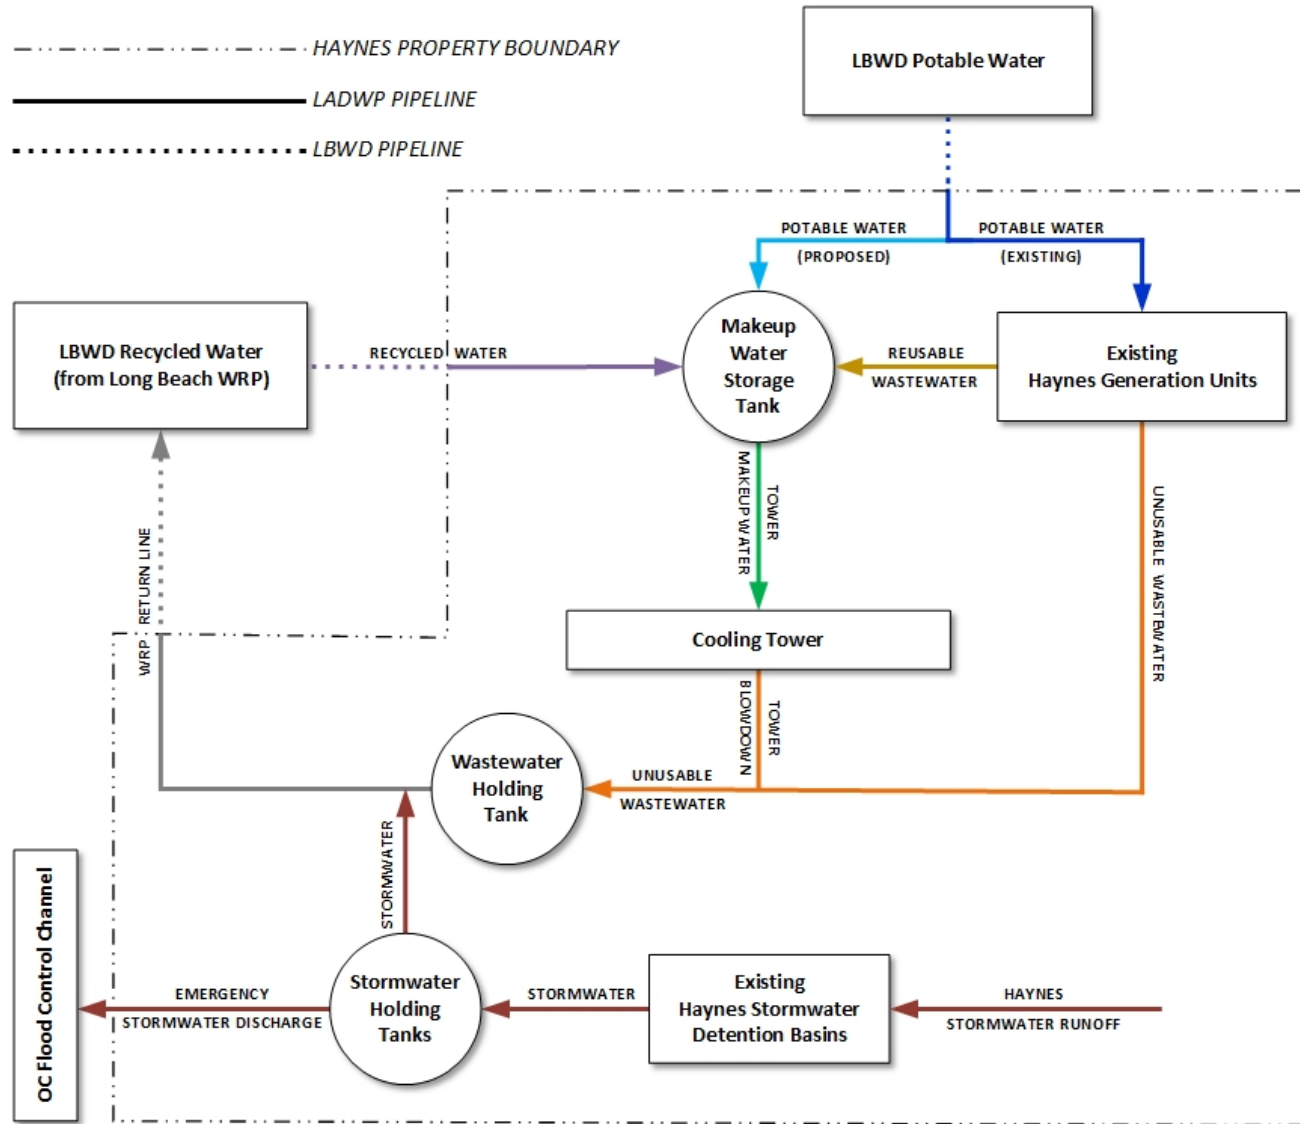 HAYNES PROPERTY BOUNDARY
LADWP PIPELINE
LBWD PIPELINE
LBWD Potable Water
POTABLE WATER
(PROPOSED)
POTABLE WATER
(EXISTING)
LBWD Recycled Water
(from Long Beach WRP)
RECYCLED WATER
Makeup
Water
Storage
Tank
REUSABLE
WASTEWATER
Existing
Haynes Generation Units
TOWER
MAKEUP WATER
UNUSABLE WASTEWATER
WRP RETURN LINE
Cooling Tower
TOWER
BLOWDOWN
Wastewater
Holding
Tank
UNUSABLE
WASTEWATER
STORMWATER
OC Flood Control Channel
EMERGENCY
STORMWATER DISCHARGE
Stormwater
Holding
Tanks
STORMWATER
Existing
Haynes Stormwater
Detention Basins
HAYNES
STORMWATER RUNOFF